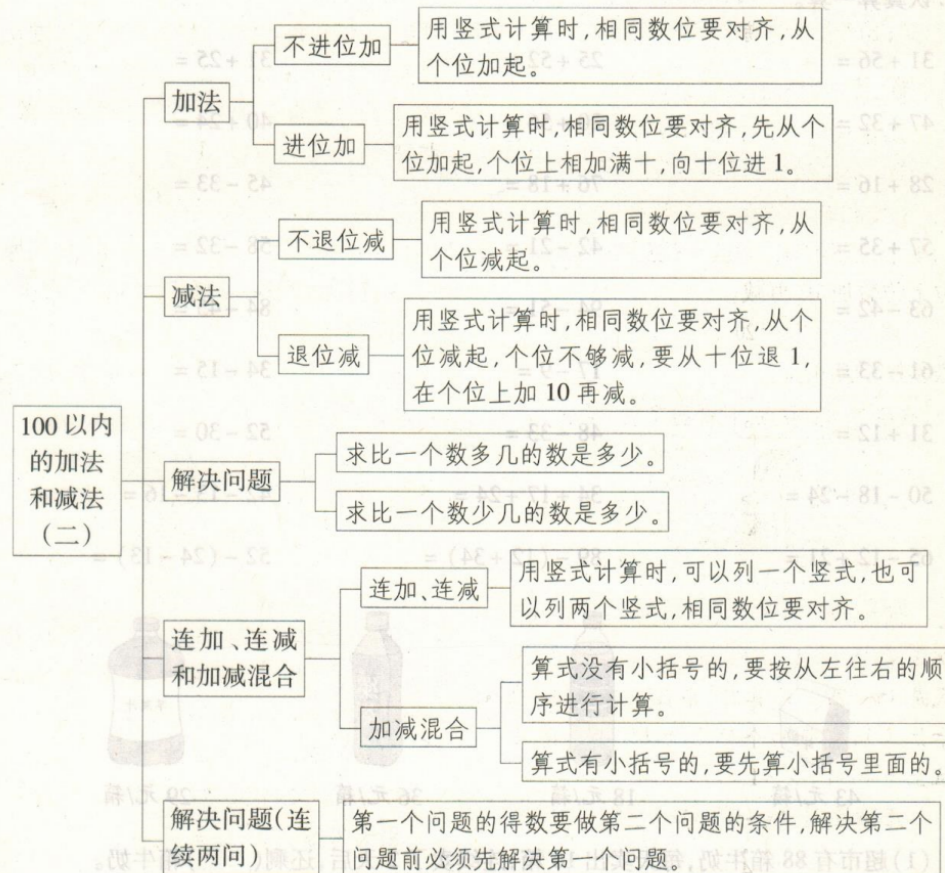 不进位加
用竖式计算时,相同数位要对齐,从
个位加起。
加法
进位加
用竖式计算时,相同数位要对齐,先从个
位加起,个位上相加满十,向十位进1。
不退位减
用竖式计算时,相同数位要对齐,从
个位减起。
减法
退位减
用竖式计算时,相同数位要对齐,从个
位减起,个位不够减,要从十位退1,
在个位上加10再减。
100以内
的加法
和减法
(二)
解决问题
求比一个数多几的数是多少。
求比一个数少几的数是多少。
连加、连减
和加减混合
连加、连减
用竖式计算时,可以列一个竖式,也可
以列两个竖式,相同数位要对齐。
加减混合
算式没有小括号的,要按从左往右的顺
序进行计算。
算式有小括号的,要先算小括号里面的。
解决问题(连
续两问)
第一个问题的得数要做第二个问题的条件,解决第二个
问题前必须先解决第一个问题。